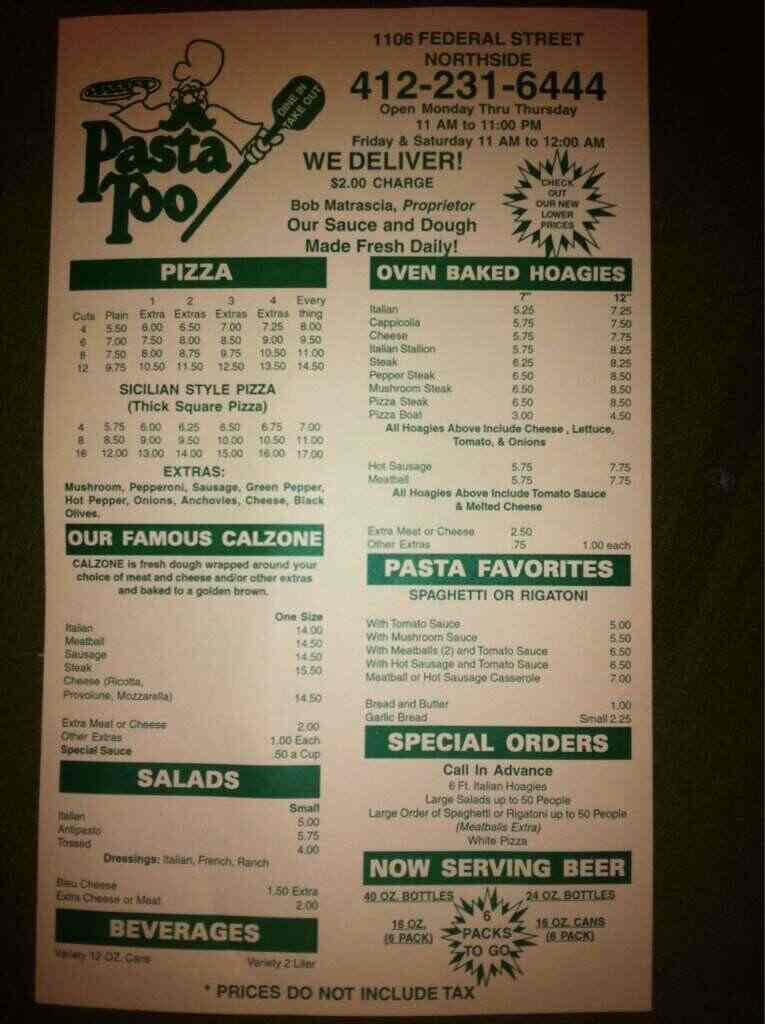 1106 FEDERAL STREET
NORTHSIDE
412-231-6444
Open Monday Thru Thursday
11 AM to 11:00 PM
Friday & Saturday 11 AM to 12:00 AM
DINE IN
TAKE OUT
Pasta
Too
WE DELIVER!
$2.00 CHARGE
Bob Matrascia, Proprietor
Our Sauce and Dough
Made Fresh Daily!
CHECK
OUT
OUR NEW
LOWER
PRICES
PIZZA
1 2 3 4 Every
Cuts Plain Extra Extras Extras Extras thing
4 5.50 6.00 6.50 7.00 7.25 8.00
6 7.00 7.50 8.00 8.50 9.00 9.50
8 7.50 8.00 8.75 9.75 10.50 11.00
12 9.75 10.50 11.50 12.50 13.50 14.50
SICILIAN STYLE PIZZA
(Thick Square Pizza)
4 5.75 6.00 6.25 6.50 6.75 7.00
8 8.50 9.00 9.50 10.00 10.50 11.00
16 12.00 13.00 14.00 15.00 16.00 17.00
EXTRAS:
Mushroom, Pepperoni, Sausage, Green Pepper,
Hot Pepper, Onions, Anchovies, Cheese, Black
Olives.
OUR FAMOUS CALZONE
CALZONE is fresh dough wrapped around your
choice of meat and cheese and/or other extras
and baked to a golden brown.
One Size
Italian 14.00
Meatball 14.50
Sausage 14.50
Steak 15.50
Cheese (Ricotta,
Provolone, Mozzarella) 14.50
Extra Meat or Cheese 2.00
Other Extras 1.00 Each
Special Sauce .50 a Cup
SALADS
Small
Italian 5.00
Antipasto 5.75
Tossed 4.00
Dressings: Italian, French, Ranch
Bleu Cheese 1.50 Extra
Extra Cheese or Meat 2.00
BEVERAGES
Variety 12 OZ. Cans Variety 2 Liter
OVEN BAKED HOAGIES
7" 12"
Italian 5.25 7.25
Cappicolla 5.75 7.50
Cheese 5.75 7.75
Italian Stallion 5.75 8.25
Steak 6.25 8.25
Pepper Steak 6.50 8.50
Mushroom Steak 6.50 8.50
Pizza Steak 6.50 8.50
Pizza Boat 3.00 4.50
All Hoagies Above Include Cheese , Lettuce,
Tomato, & Onions
Hot Sausage 5.75 7.75
Meatball 5.75 7.75
All Hoagies Above Include Tomato Sauce
& Melted Cheese
Extra Meat or Cheese 2.50
Other Extras .75 1.00 each
PASTA FAVORITES
SPAGHETTI OR RIGATONI
With Tomato Sauce 5.00
With Mushroom Sauce 5.50
With Meatballs (2) and Tomato Sauce 6.50
With Hot Sausage and Tomato Sauce 6.50
Meatball or Hot Sausage Casserole 7.00
Bread and Butter 1.00
Garlic Bread Small 2.25
SPECIAL ORDERS
Call In Advance
6 Ft. Italian Hoagies
Large Salads up to 50 People
Large Order of Spaghetti or Rigatoni up to 50 People
(Meatballs Extra)
White Pizza
NOW SERVING BEER
40 OZ. BOTTLES 24 OZ. BOTTLES
16 OZ. 16 OZ. CANS
(6 PACK) (6 PACK)
6
PACKS
TO GO
* PRICES DO NOT INCLUDE TAX